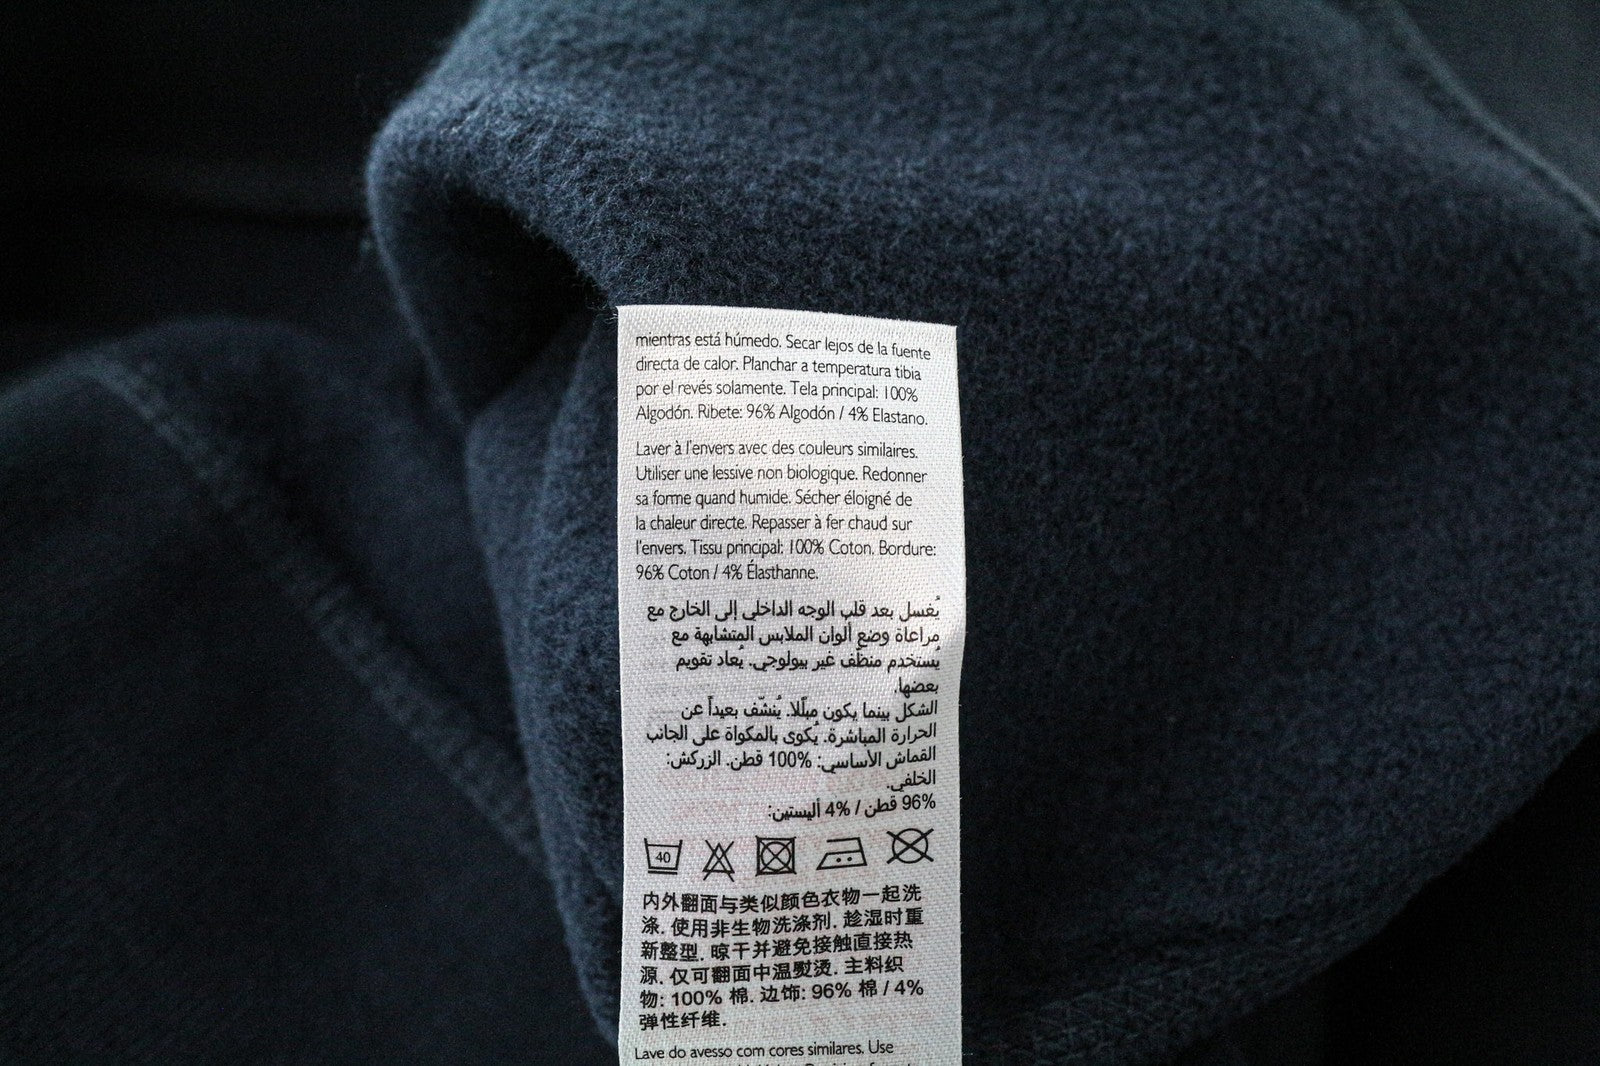 mientras está húmedo. Secar lejos de la fuente
directa de calor. Planchar a temperatura tibia
por el revés solamente. Tela principal: 100%
Algodón. Ribete: 96% Algodón / 4% Elastano.
Laver à l'envers avec des couleurs similaires.
Utiliser une lessive non biologique. Redonner
sa forme quand humide. Sécher éloigné de
la chaleur directe. Repasser à fer chaud sur
l'envers. Tissu principal: 100% Coton. Bordure:
96% Coton / 4% Élasthanne.
يُغسل بعد قلب الوجه الداخلي إلى الخارج مع
مراعاة وضع ألوان الملابس المتشابهة مع
يُستخدم منظّف غير بيولوجي. يُعاد تقويم
بعضها.
الشكل بينما يكون مبلّلا. يُنشّف بعيداً عن
الحرارة المباشرة. يُكوى بالمكواة على الجانب
القماش الأساسي: 100% قطن. الزركش:
الخلفي.
96% قطن / 4% أليستين:
40
内外翻面与类似颜色衣物一起洗
涤. 使用非生物洗涤剂. 趁湿时重
新整型. 晾干并避免接触直接热
源. 仅可翻面中温熨烫. 主料织
物: 100% 棉. 边饰: 96% 棉 / 4%
弹性纤维.
Lave do avesso com cores similares. Use